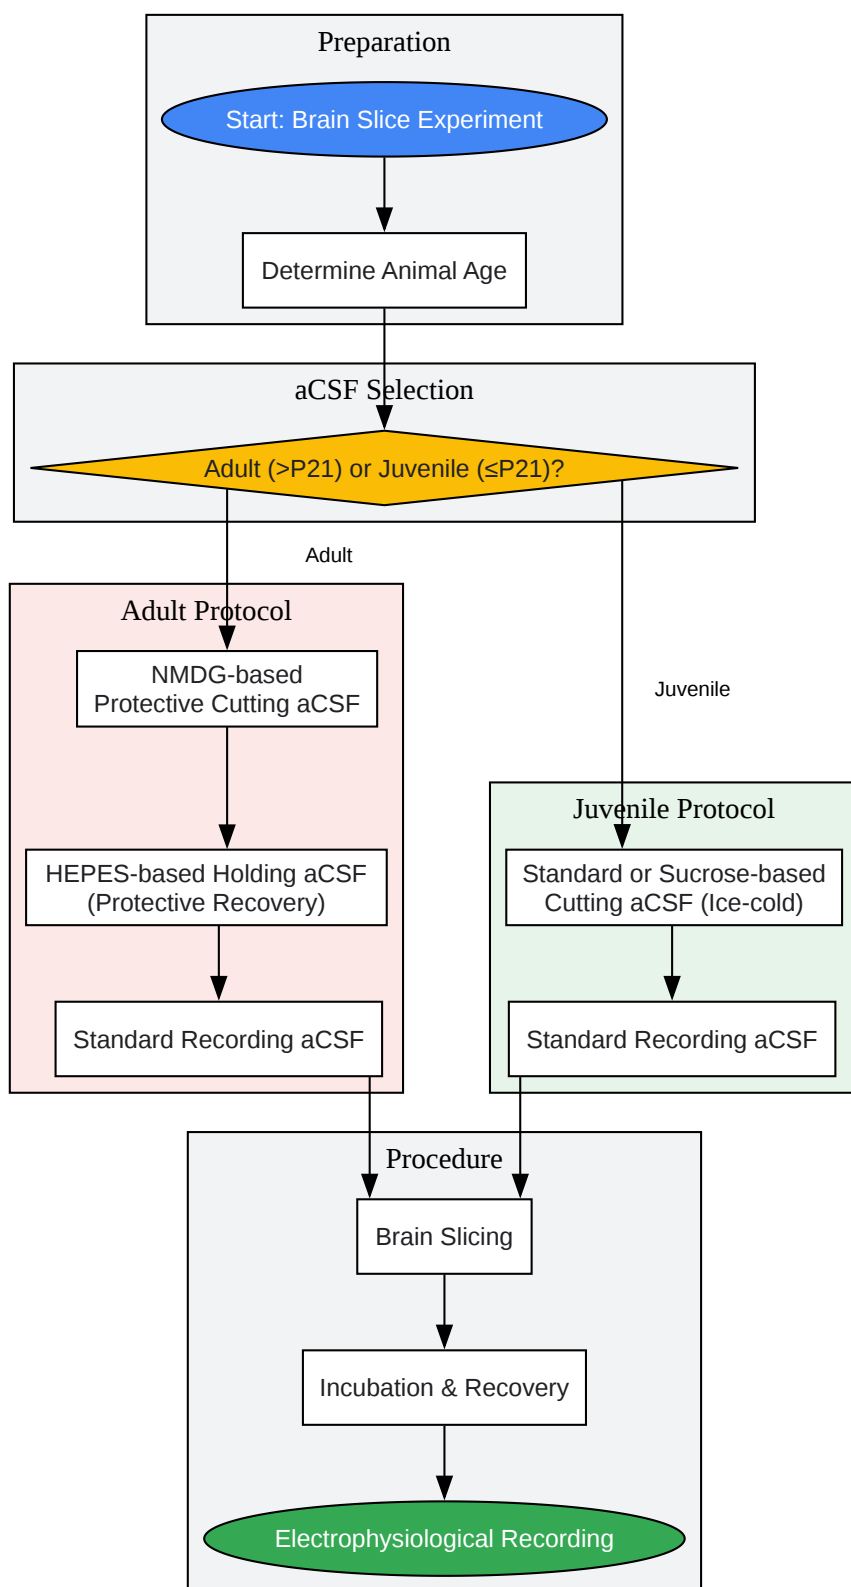 Preparation
Start: Brain Slice Experiment
Determine Animal Age
aCSF Selection
Adult (>P21) or Juvenile (≤P21)?
Adult
Adult Protocol
NMDG-based
Protective Cutting aCSF
Juvenile
Juvenile Protocol
HEPES-based Holding aCSF
(Protective Recovery)
Standard or Sucrose-based
Cutting aCSF (Ice-cold)
Standard Recording aCSF
Standard Recording aCSF
Procedure
Brain Slicing
Incubation & Recovery
Electrophysiological Recording